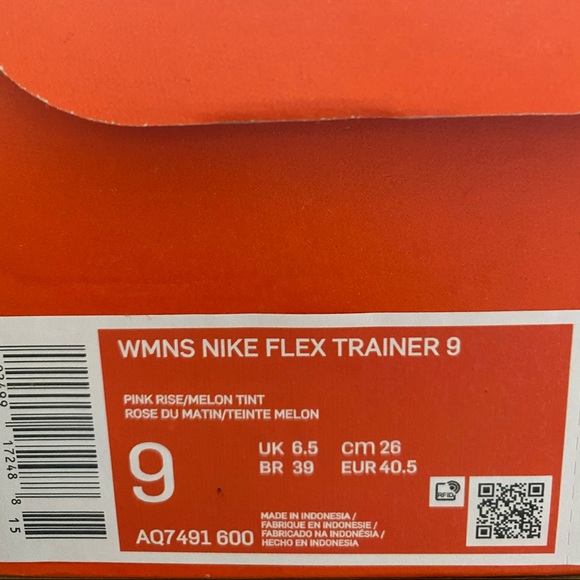 WMNS NIKE FLEX TRAINER 9
PINK RISE/MELON TINT
ROSE DU MATIN/TEINTE MELON
9
UK 6.5 cm 26
BR 39 EUR 40.5
AQ7491 600
MADE IN INDONESIA /
FABRIQUE EN INDONESIE /
FABRICADO NA INDONÉSIA /
HECHO EN INDONESIA
RFID
17248
8
15